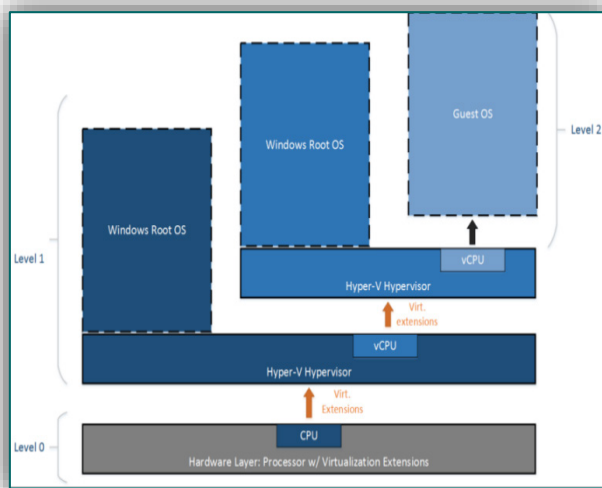 Guest OS
Level 2
Windows Root OS
Windows Root OS
Level 1
vCPU
Hyper-V Hypervisor
Virt.
extensions
vCPU
Hyper-V Hypervisor
Virt.
Extensions
CPU
Level 0
Hardware Layer: Processor w/ Virtualization Extensions